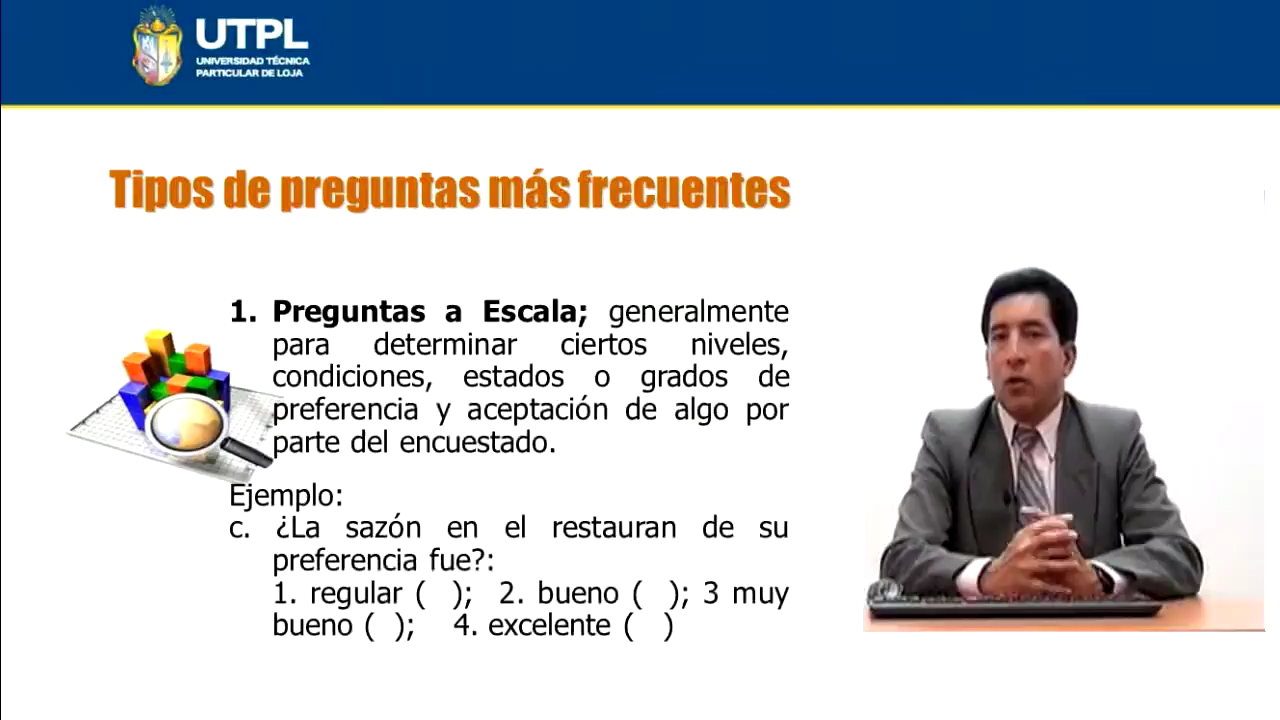 UTPL
UNIVERSIDAD TÉCNICA
PARTICULAR DE LOJA
Tipos de preguntas más frecuentes
1. Preguntas a Escala; generalmente
para determinar ciertos niveles,
condiciones, estados o grados de
preferencia y aceptación de algo por
parte del encuestado.
Ejemplo:
c. ¿La sazón en el restauran de su
preferencia fue?:
1. regular (  ); 2. bueno (  ); 3 muy
bueno (  ); 4. excelente (  )